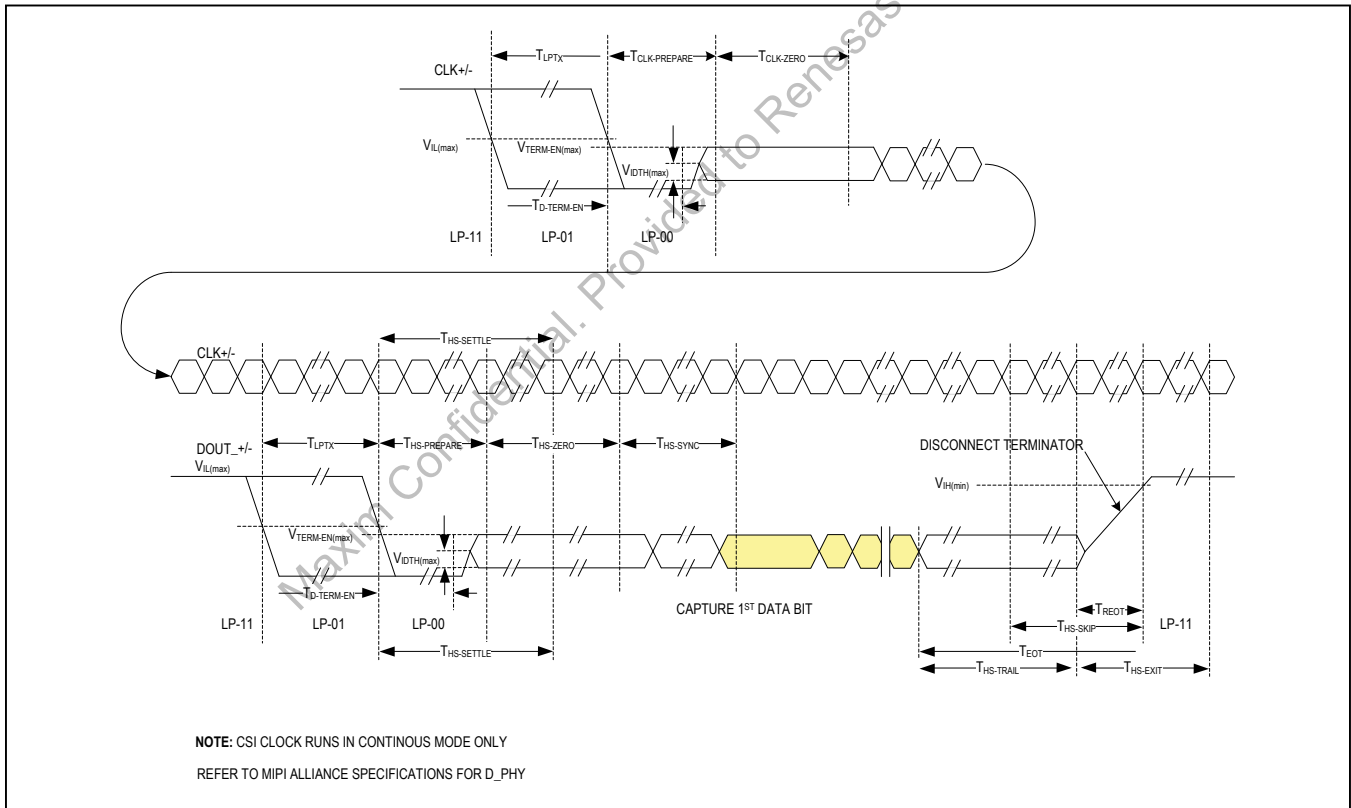 TLPTX TCLK-PREPARE TCLK-ZERO
CLK+/-
VIL(max) VTERM-EN(max)
VIDTH(max)
TD-TERM-EN
LP-11 LP-01 LP-00
THS-SETTLE
CLK+/-
TLPTX THS-PREPARE THS-ZERO THS-SYNC
DOUT_+/-
VIL(max)
DISCONNECT TERMINATOR
VIH(min)
VTERM-EN(max)
VIDTH(max)
TD-TERM-EN
CAPTURE 1ST DATA BIT
TREOT
LP-11 LP-01 LP-00
THS-SKIP LP-11
THS-SETTLE
TEOT
THS-TRAIL THS-EXIT
NOTE: CSI CLOCK RUNS IN CONTINOUS MODE ONLY
REFER TO MIPI ALLIANCE SPECIFICATIONS FOR D_PHY
Maxim Confidential. Provided to Renesas